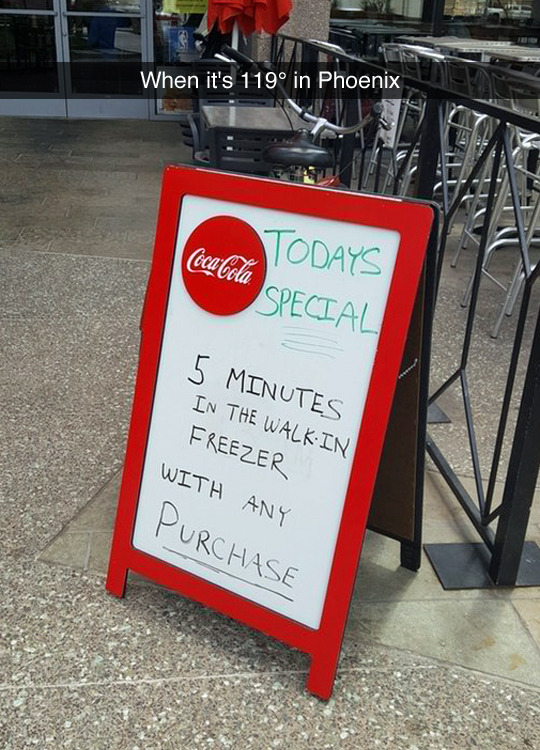 When it's 119° in Phoenix
Coca-Cola
TODAYS
SPECIAL
5 MINUTES
IN THE WALK-IN
FREEZER
WITH ANY
PURCHASE